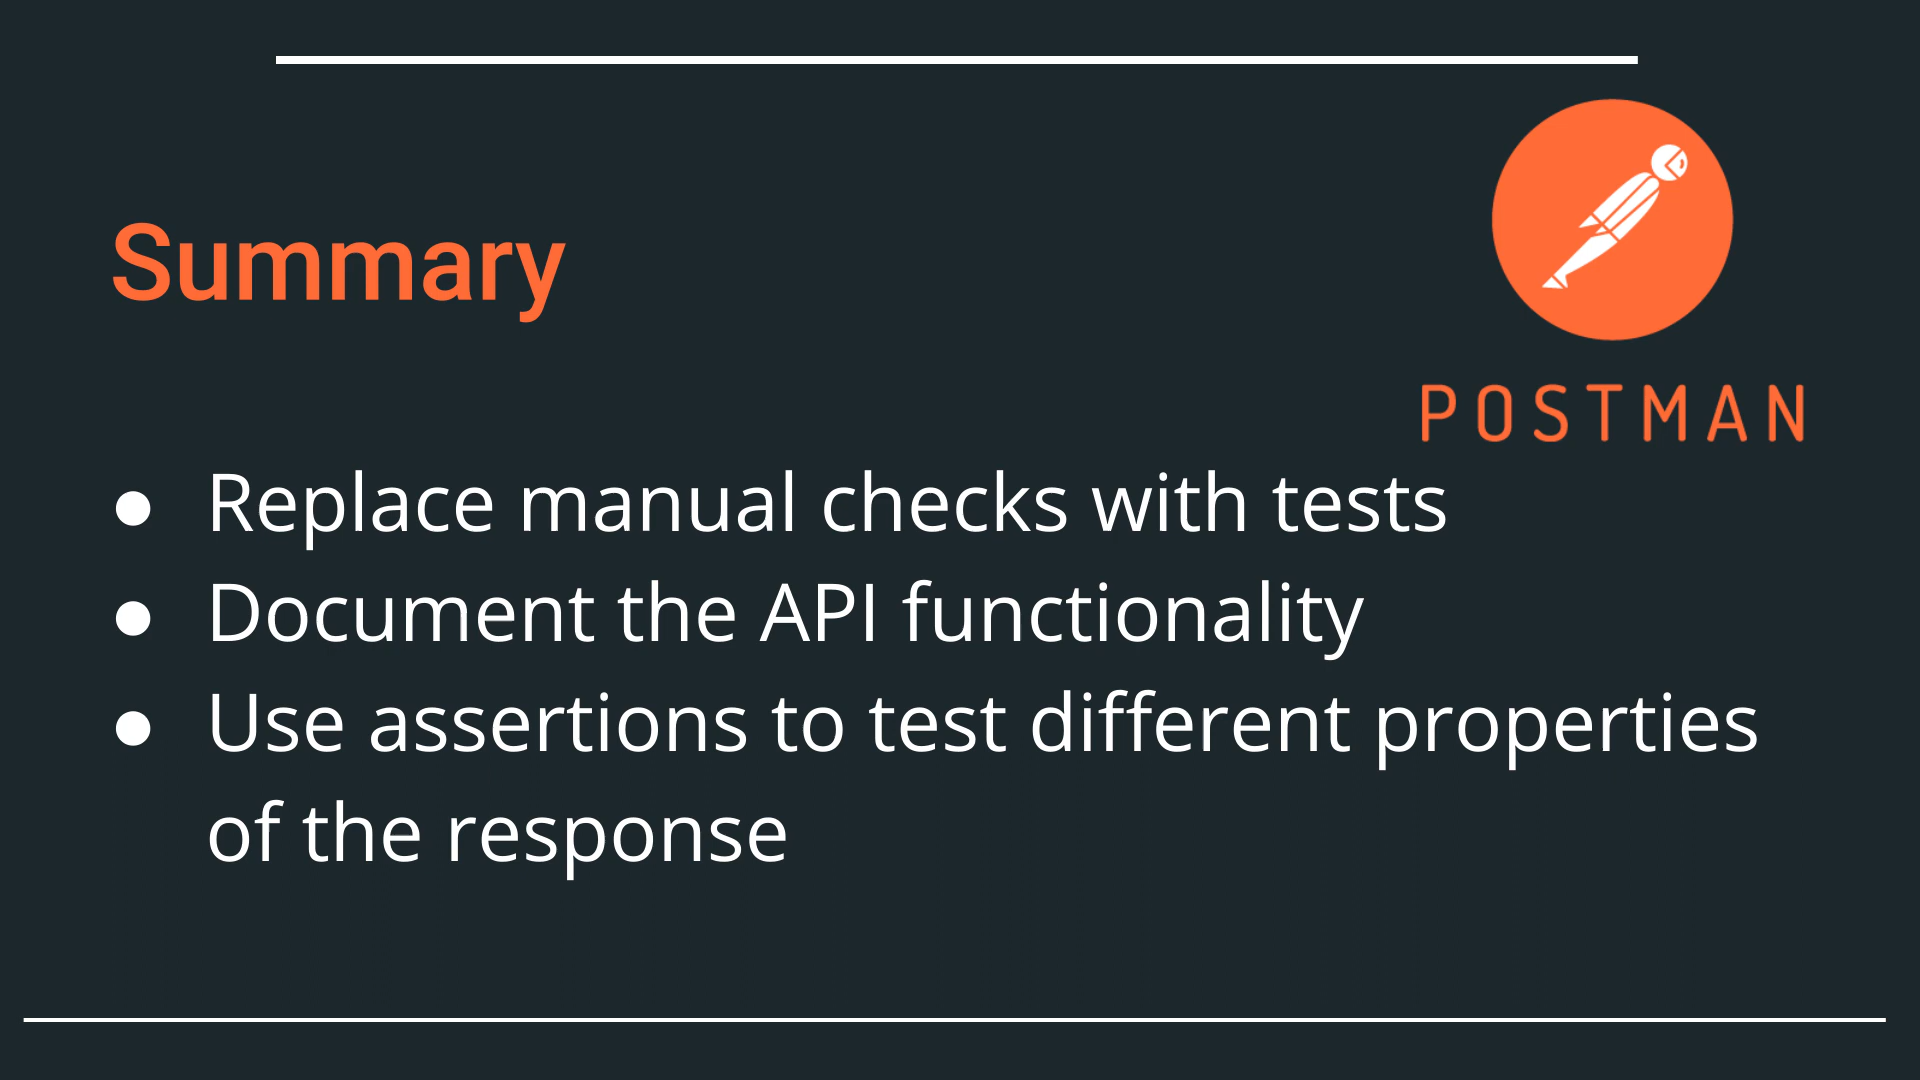 Summary
POSTMAN
● Replace manual checks with tests
● Document the API functionality
● Use assertions to test different properties
of the response